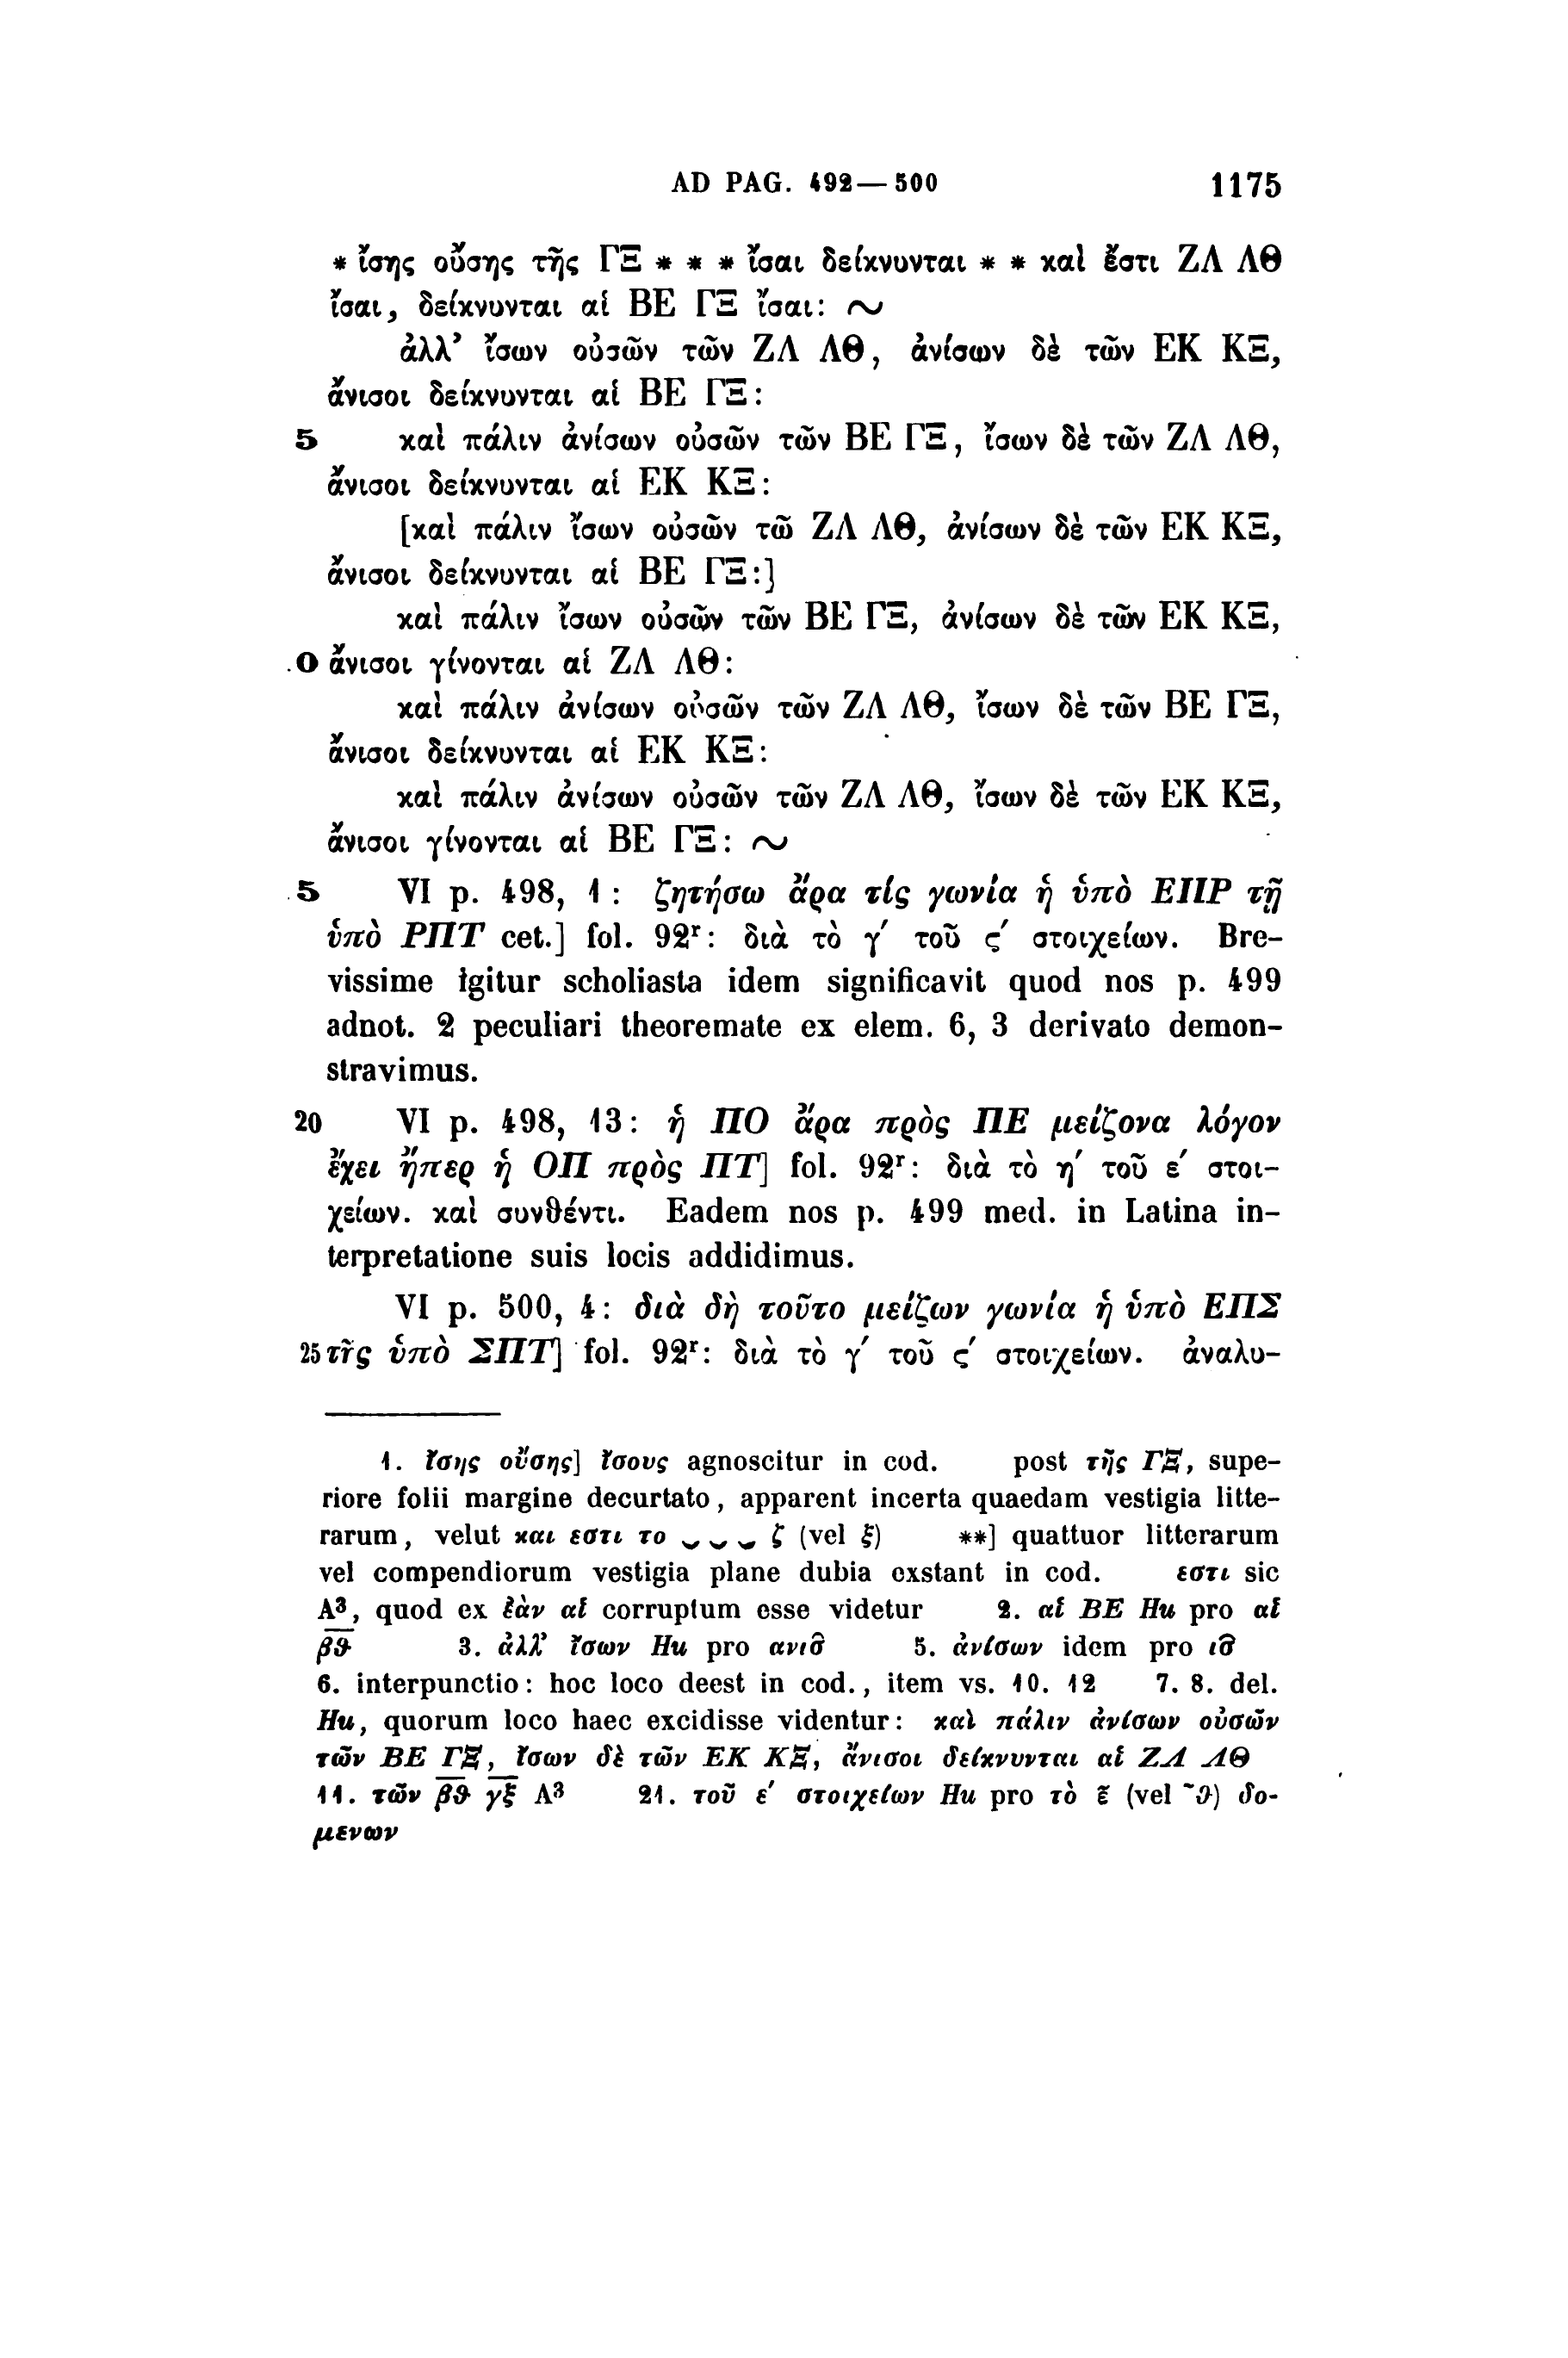 AD PAG. 492—500 1175
* ἴσης οὔσης τῆς ΓΞ * * * ἴσαι δείκνυνται * * καὶ ἔστι ΖΛ ΛΘ
ἴσαι, δείκνυνται αἱ ΒΕ ΓΞ ἴσαι: ∾
ἀλλ’ ἴσων οὐσῶν τῶν ΖΛ ΛΘ, ἀνίσων δὲ τῶν ΕΚ ΚΞ,
ἄνισοι δείκνυνται αἱ ΒΕ ΓΞ:
5 καὶ πάλιν ἀνίσων οὐσῶν τῶν ΒΕ ΓΞ, ἴσων δὲ τῶν ΖΛ ΛΘ,
ἄνισοι δείκνυνται αἱ ΕΚ ΚΞ:
[καὶ πάλιν ἴσων οὐσῶν τῶ ΖΛ ΛΘ, ἀνίσων δὲ τῶν ΕΚ ΚΞ,
ἄνισοι δείκνυνται αἱ ΒΕ ΓΞ:]
καὶ πάλιν ἴσων οὐσῶν τῶν ΒΕ ΓΞ, ἀνίσων δὲ τῶν ΕΚ ΚΞ,
0 ἄνισοι γίνονται αἱ ΖΛ ΛΘ:
καὶ πάλιν ἀνίσων οὐσῶν τῶν ΖΛ ΛΘ, ἴσων δὲ τῶν ΒΕ ΓΞ,
ἄνισοι δείκνυνται αἱ ΕΚ ΚΞ:
καὶ πάλιν ἀνίσων οὐσῶν τῶν ΖΛ ΛΘ, ἴσων δὲ τῶν ΕΚ ΚΞ,
ἄνισοι γίνονται αἱ ΒΕ ΓΞ: ∾
5 VI p. 498, 1: ζητήσω ἄρα τίς γωνία ἡ ὑπὸ ΕΠΡ τῇ
ὑπὸ ΡΠΤ cet.] fol. 92ʳ: διὰ τὸ γ΄ τοῦ ς΄ στοιχείων. Bre-
vissime igitur scholiasta idem significavit quod nos p. 499
adnot. 2 peculiari theoremate ex elem. 6, 3 derivato demon-
stravimus.
20 VI p. 498, 13: ἡ ΠΟ ἄρα πρὸς ΠΕ μείζονα λόγον
ἔχει ἤπερ ἡ ΟΠ πρὸς ΠΤ] fol. 92ʳ: διὰ τὸ η΄ τοῦ ε΄ στοι-
χείων. καὶ συνθέντι. Eadem nos p. 499 med. in Latina in-
terpretatione suis locis addidimus.
VI p. 500, 4: διὰ δὴ τοῦτο μείζων γωνία ἡ ὑπὸ ΕΠΣ
25 τῆς ὑπὸ ΣΠΤ] fol. 92ʳ: διὰ τὸ γ΄ τοῦ ς΄ στοιχείων. ἀναλυ-
1. ἴσης οὔσης] ἴσους agnoscitur in cod. post τῆς ΓΞ, supe-
riore folii margine decurtato, apparent incerta quaedam vestigia litte-
rarum, velut και εστι το ⏑ ⏑ ⏑ ζ (vel ξ) **] quattuor litterarum
vel compendiorum vestigia plane dubia exstant in cod. εστι sic
A³, quod ex ἐὰν αἱ corruptum esse videtur 2. αἱ ΒΕ Hu pro αἱ
β̅ϑ̅ 3. ἀλλ’ ἴσων Hu pro ανισ̂ 5. ἀνίσων idem pro ισ̂
6. interpunctio: hoc loco deest in cod., item vs. 10. 12 7. 8. del.
Hu, quorum loco haec excidisse videntur: καὶ πάλιν ἀνίσων οὐσῶν
τῶν ΒΕ ΓΞ, ἴσων δὲ τῶν ΕΚ ΚΞ, ἄνισοι δείκνυνται αἱ ΖΛ ΛΘ
11. τῶν β̅ϑ̅ γ̅ξ̅ A³ 21. τοῦ ε΄ στοιχείων Hu pro τὸ ε̃ (vel ῀ϑ) δο-
μενων